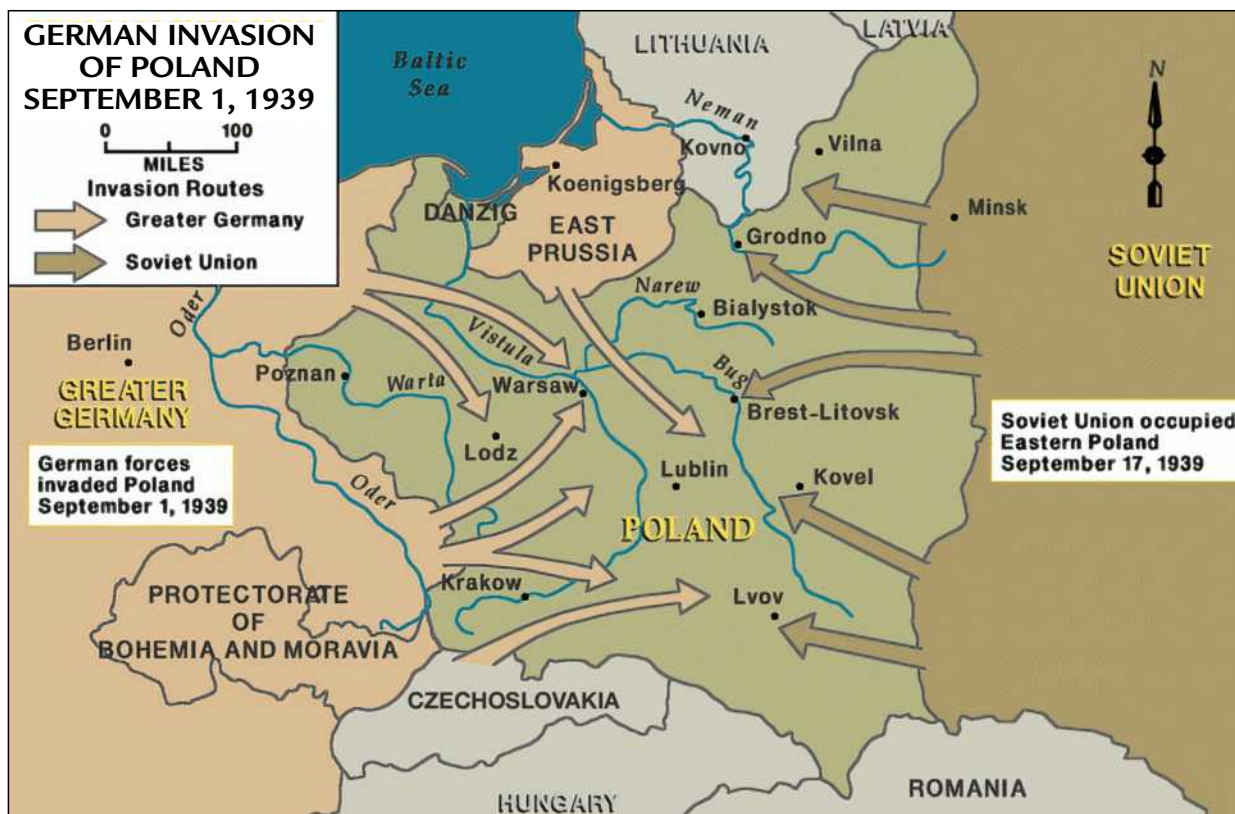 GERMAN INVASION
OF POLAND
SEPTEMBER 1, 1939
0 100
MILES
Invasion Routes
Greater Germany
Soviet Union
Baltic
Sea
LITHUANIA
LATVIA
N
Neman
Kovno
Vilna
Koenigsberg
DANZIG
EAST
PRUSSIA
Minsk
Grodno
SOVIET
UNION
Oder
Narew
Bialystok
Berlin
Vistula
Poznan
Warta
Warsaw
Bug
Brest-Litovsk
GREATER
GERMANY
Lodz
Soviet Union occupied
Eastern Poland
September 17, 1939
German forces
invaded Poland
September 1, 1939
Oder
Lublin
Kovel
POLAND
PROTECTORATE
OF
BOHEMIA AND MORAVIA
Krakow
Lvov
CZECHOSLOVAKIA
HUNGARY
ROMANIA